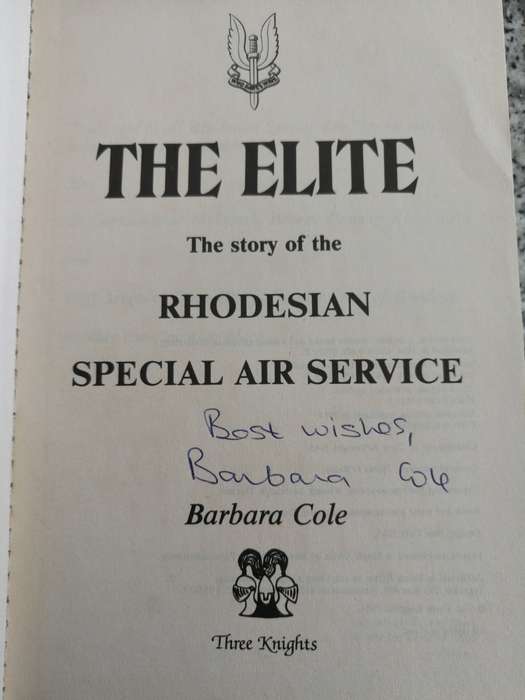 THE ELITE
The story of the
RHODESIAN
SPECIAL AIR SERVICE
Best wishes,
Barbara Cole
Barbara Cole
Three Knights